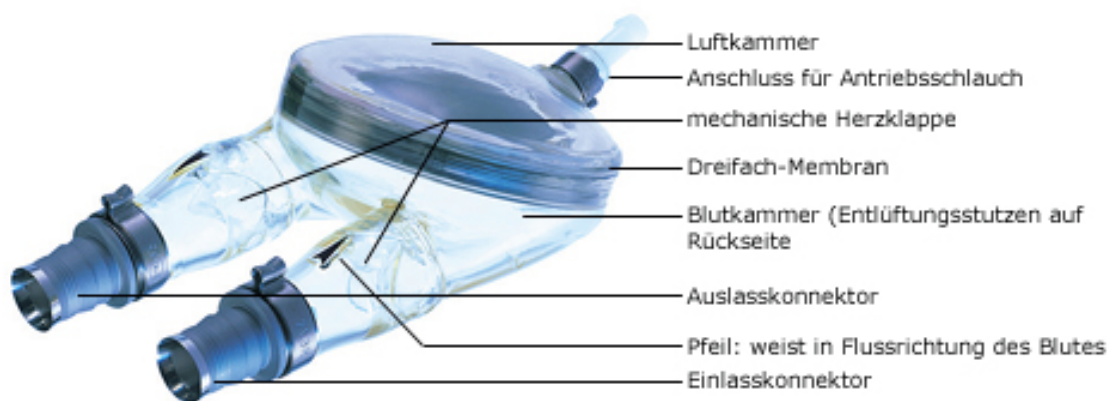 Luftkammer
Anschluss für Antriebsschlauch
mechanische Herzklappe
Dreifach-Membran
Blutkammer (Entlüftungsstutzen auf
Rückseite
Auslasskonnektor
Pfeil: weist in Flussrichtung des Blutes
Einlasskonnektor